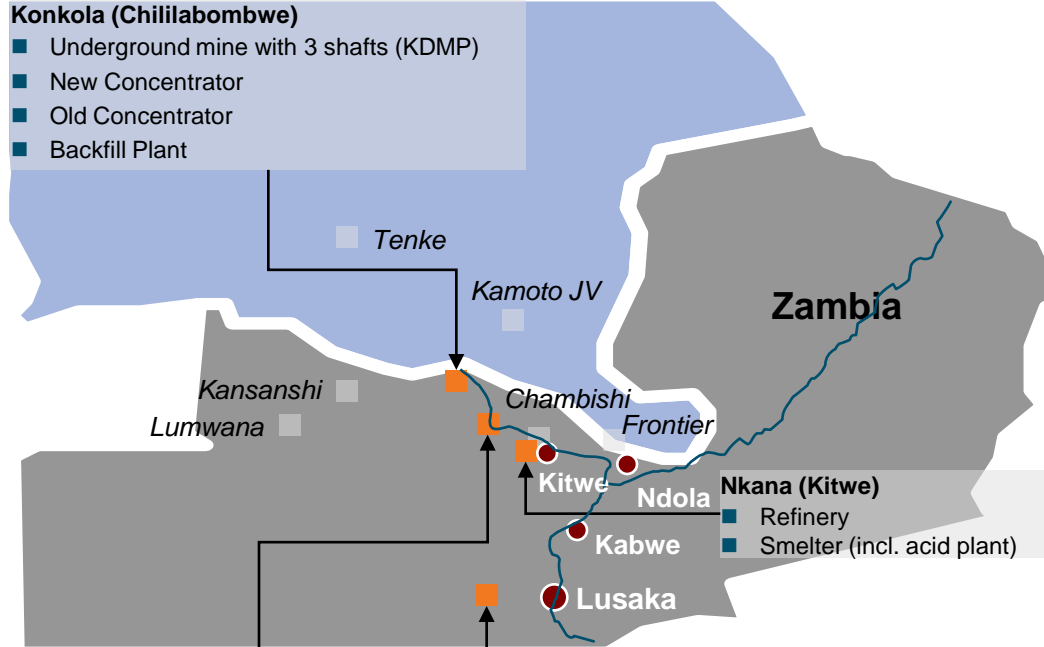 Konkola (Chililabombwe)
Underground mine with 3 shafts (KDMP)
New Concentrator
Old Concentrator
Backfill Plant
Tenke
Kamoto JV
Zambia
Kansanshi
Chambishi
Lumwana
Frontier
Kitwe
Ndola
Nkana (Kitwe)
Refinery
Smelter (incl. acid plant)
Kabwe
Lusaka